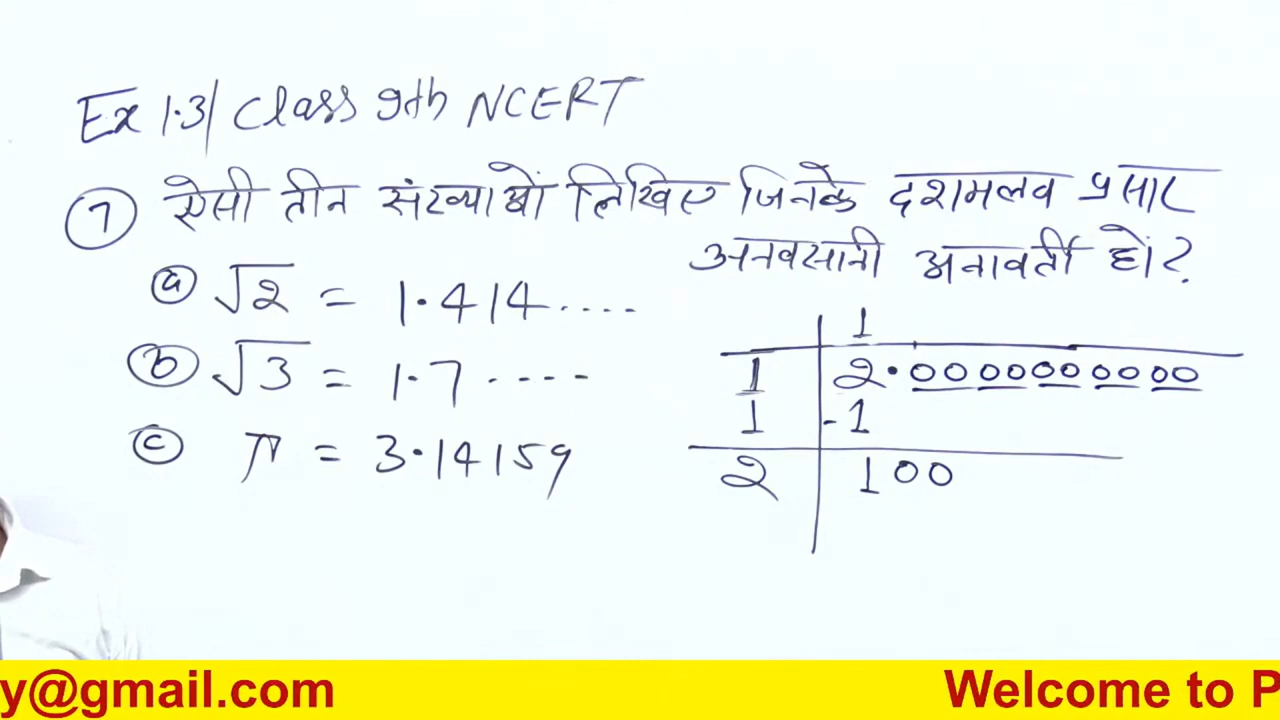 Ex 1.3/ Class 9th NCERT
7 ऐसी तीन संख्याओं लिखिए जिनके दशमलव प्रसार
अनवसानी अनावर्ती हों?
a √2 = 1.414....
b √3 = 1.7.....
c π = 3.14159
1
1 2.0000000000
1 -1
2 100
y@gmail.com Welcome to P